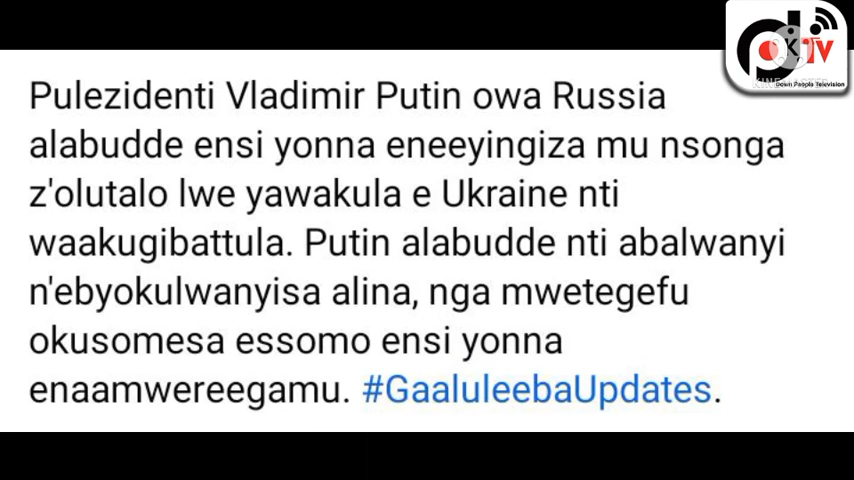 Pulezidenti Vladimir Putin owa Russia
alabudde ensi yonna eneeyingiza mu nsonga
z'olutalo lwe yawakula e Ukraine nti
waakugibattula. Putin alabudde nti abalwanyi
n'ebyokulwanyisa alina, nga mwetegefu
okusomesa essomo ensi yonna
enaamwereegamu. #GaaluleebaUpdates.
TV
Down People Television